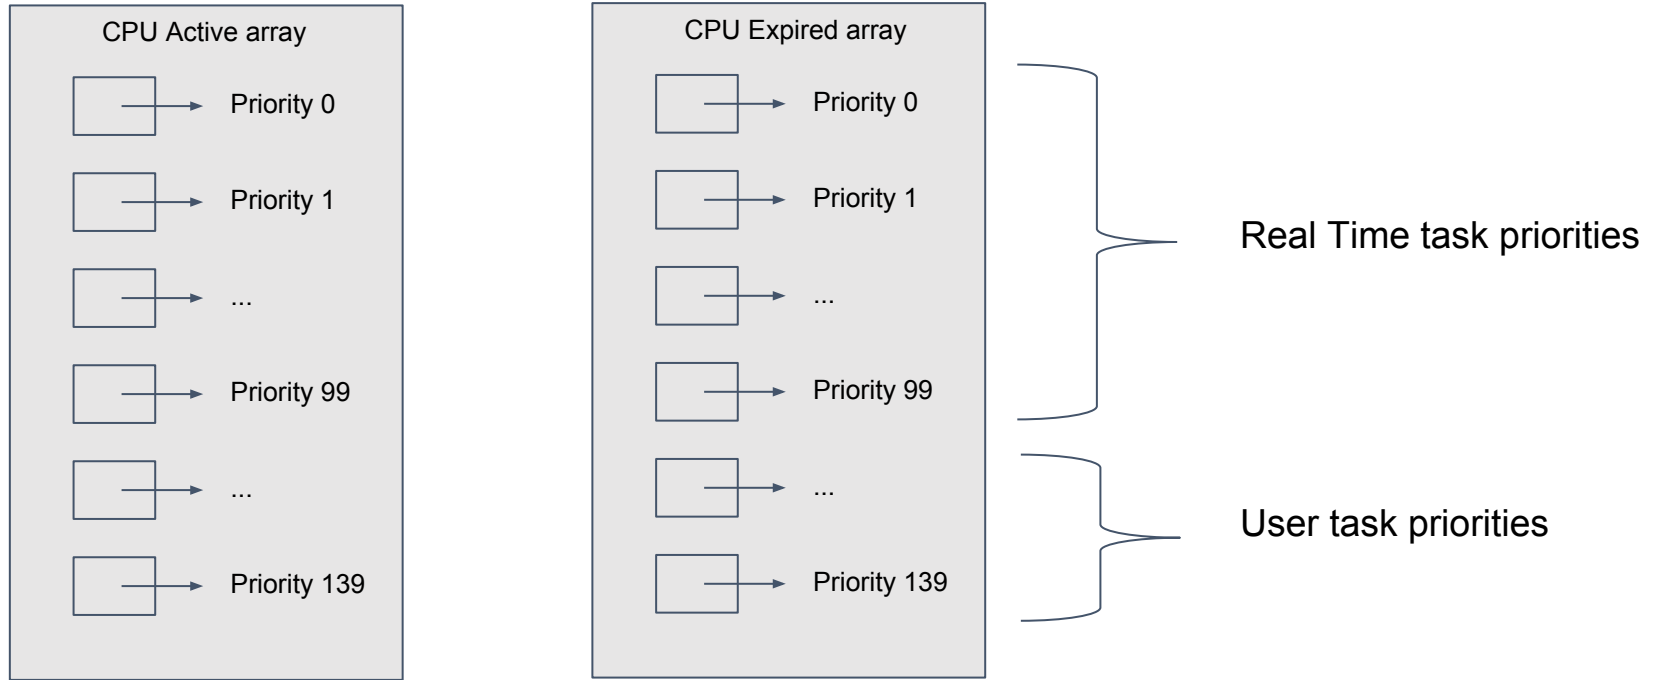 CPU Active array
Priority 0
Priority 1
...
Priority 99
...
Priority 139
CPU Expired array
Priority 0
Priority 1
...
Priority 99
...
Priority 139
Real Time task priorities
User task priorities